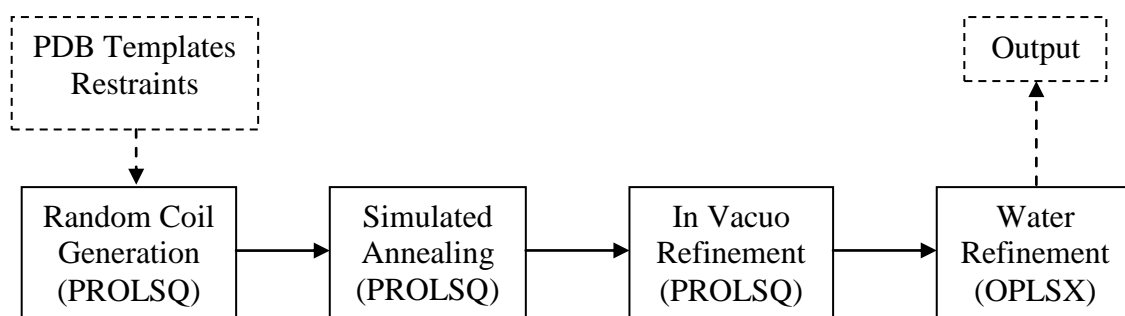 PDB Templates
Restraints
Output
Random Coil
Generation
(PROLSQ)
Simulated
Annealing
(PROLSQ)
In Vacuo
Refinement
(PROLSQ)
Water
Refinement
(OPLSX)